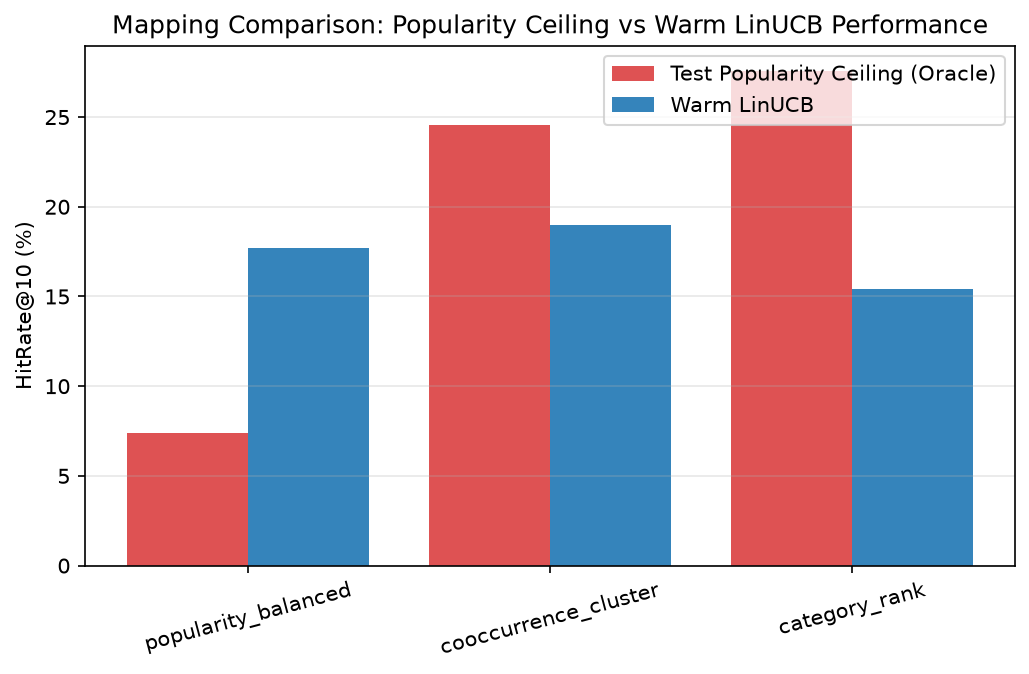 Mapping Comparison: Popularity Ceiling vs Warm LinUCB Performance
Test Popularity Ceiling (Oracle)
Warm LinUCB
HitRate@10 (%)
25
20
15
10
5
0
popularity_balanced
cooccurrence_cluster
category_rank